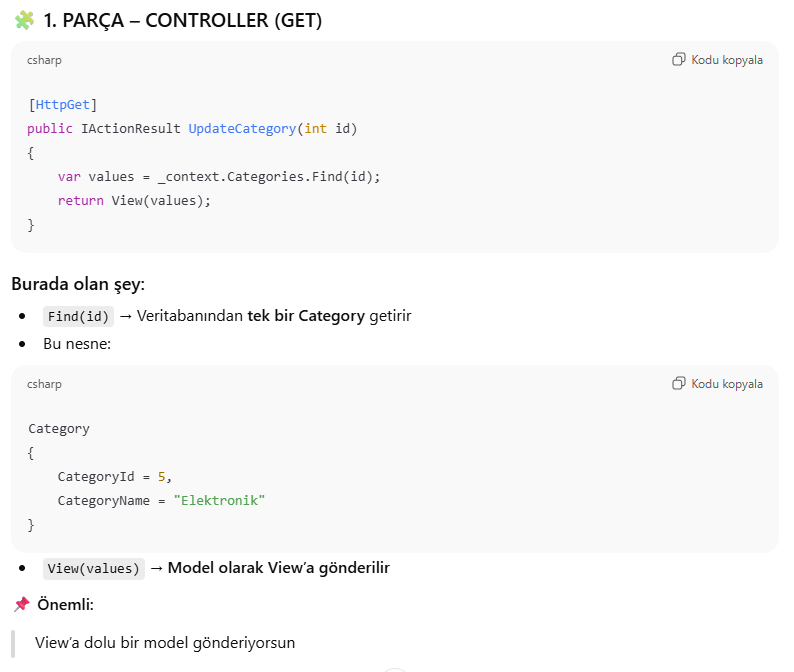 🧩 1. PARÇA – CONTROLLER (GET)
csharp
Kodu kopyala
[HttpGet]
public IActionResult UpdateCategory(int id)
{
    var values = _context.Categories.Find(id);
    return View(values);
}
Burada olan şey:
• Find(id) → Veritabanından tek bir Category getirir
• Bu nesne:
csharp
Kodu kopyala
Category
{
    CategoryId = 5,
    CategoryName = "Elektronik"
}
• View(values) → Model olarak View’a gönderilir
📌 Önemli:
View’a dolu bir model gönderiyorsun